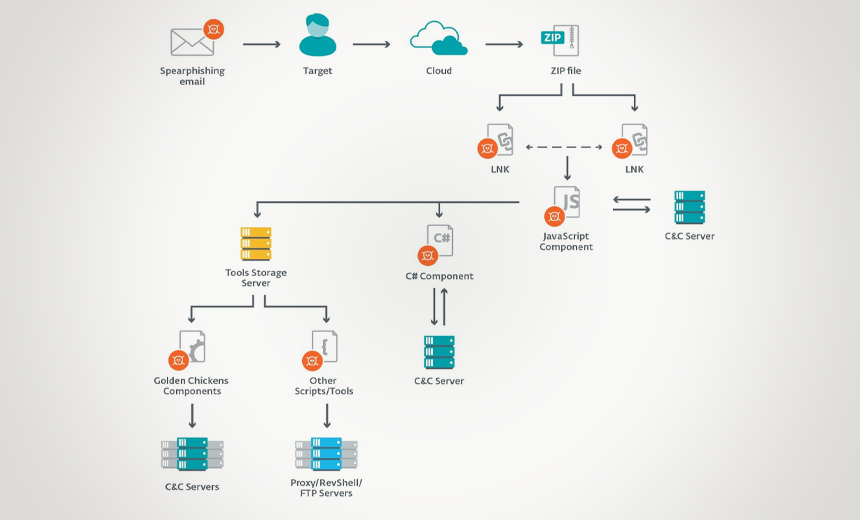 Spearphishing
email
Target
Cloud
ZIP
ZIP file
LNK
LNK
JS
JavaScript
Component
C&C Server
Tools Storage
Server
C#
C# Component
C&C Server
{
Golden Chickens
Components
Other
Scripts/Tools
C&C Servers
Proxy/RevShell/
FTP Servers